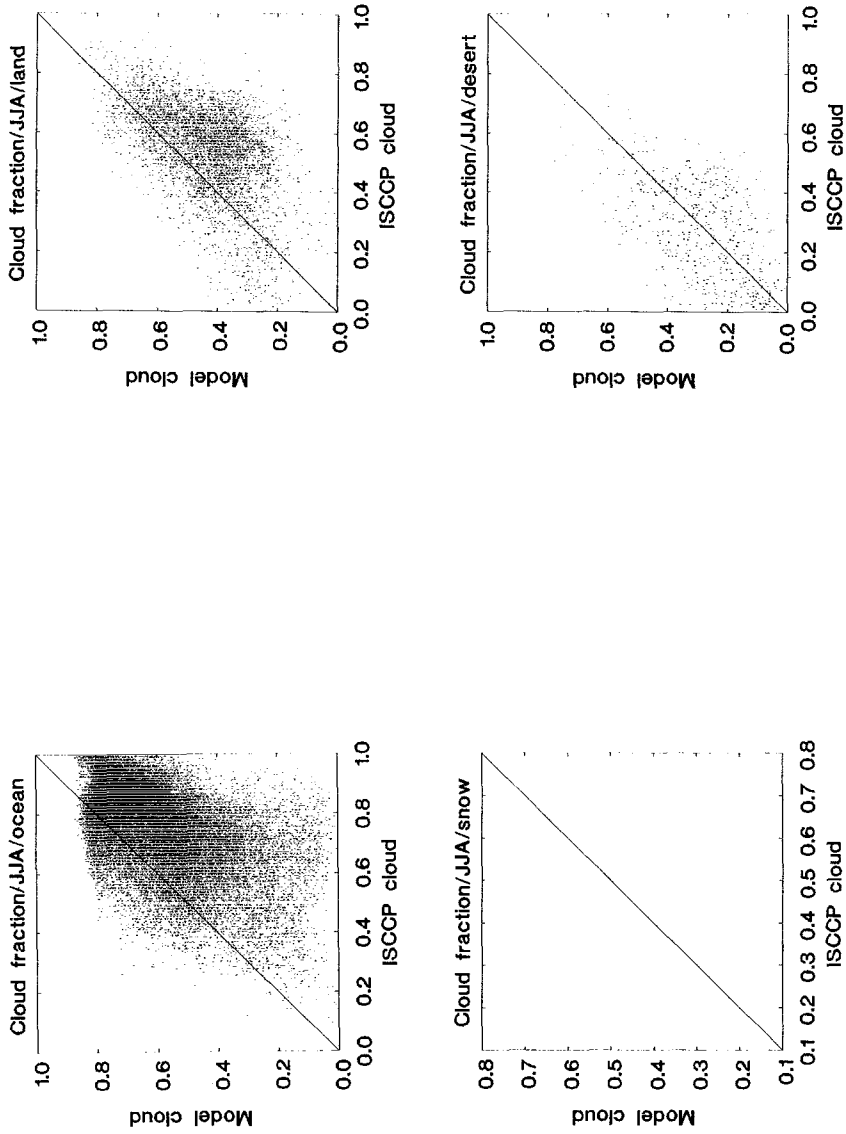 Cloud fraction/JJA/ocean
Model cloud
1.0
0.8
0.6
0.4
0.2
0.0
0.0 0.2 0.4 0.6 0.8 1.0
ISCCP cloud
Cloud fraction/JJA/land
Model cloud
1.0
0.8
0.6
0.4
0.2
0.0
0.0 0.2 0.4 0.6 0.8 1.0
ISCCP cloud
Cloud fraction/JJA/snow
Model cloud
0.8
0.7
0.6
0.5
0.4
0.3
0.2
0.1
0.1 0.2 0.3 0.4 0.5 0.6 0.7 0.8
ISCCP cloud
Cloud fraction/JJA/desert
Model cloud
1.0
0.8
0.6
0.4
0.2
0.0
0.0 0.2 0.4 0.6 0.8 1.0
ISCCP cloud